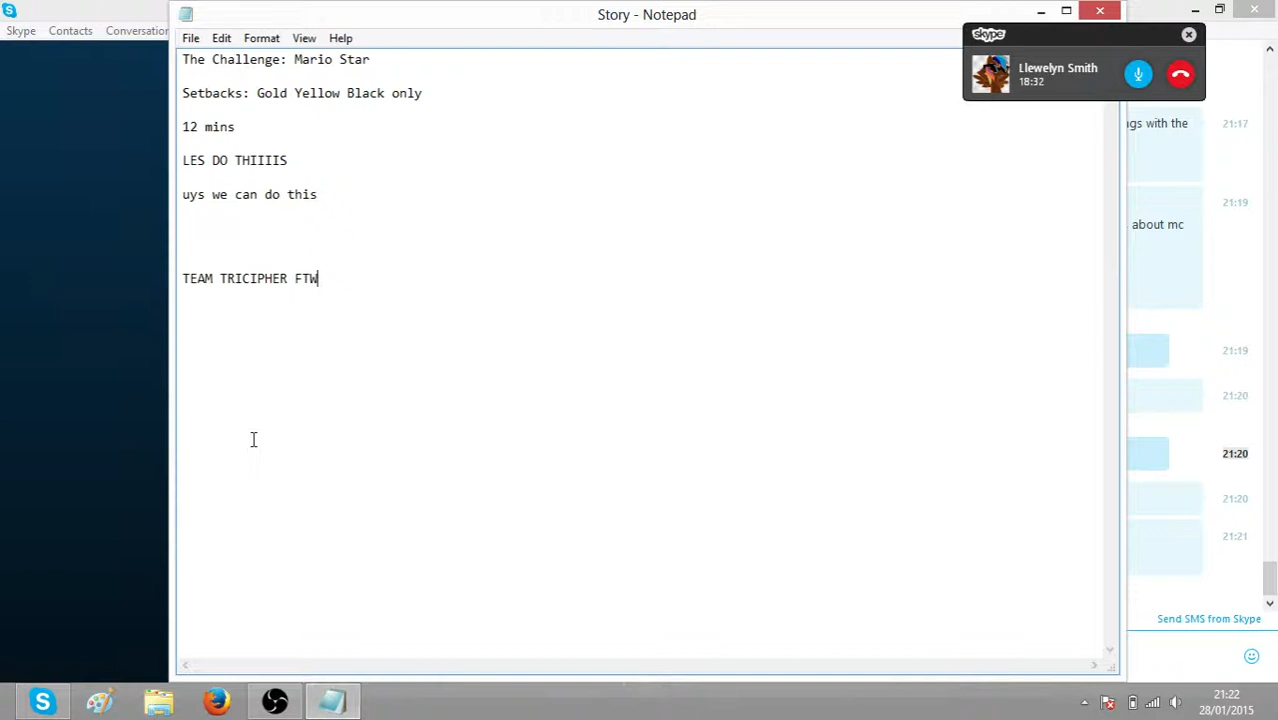 Story - Notepad
Skype Contacts Conversation
File Edit Format View Help
skype
Llewelyn Smith
18:32
The Challenge: Mario Star
Setbacks: Gold Yellow Black only
12 mins
LES DO THIIIIS
uys we can do this
TEAM TRICIPHER FTW
ngs with the
21:17
21:19
about mc
21:19
21:20
21:20
21:20
21:21
Send SMS from Skype
21:22
28/01/2015